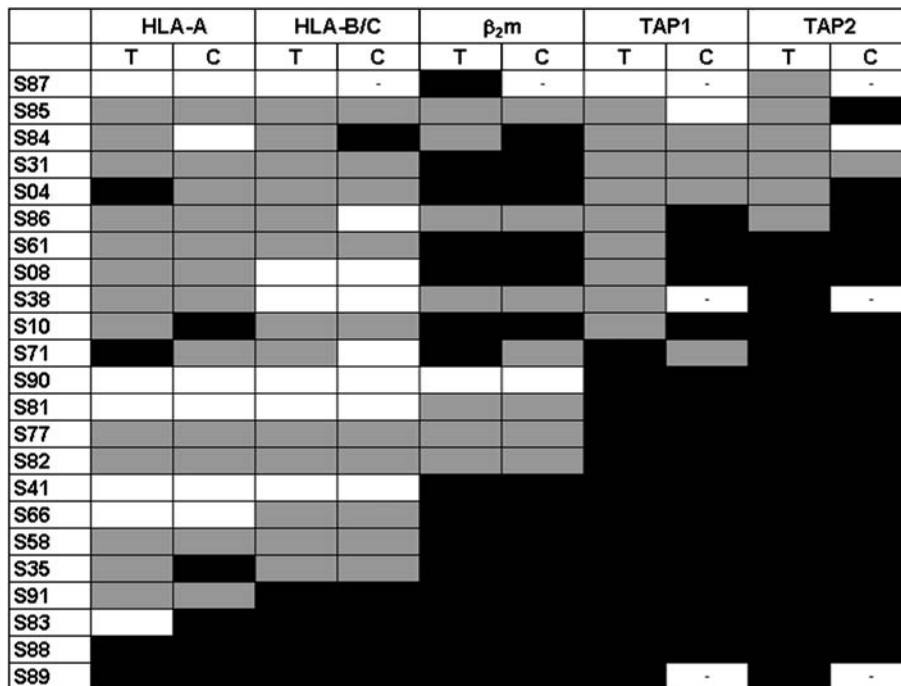 HLA-A HLA-B/C β₂m TAP1 TAP2
T C T C T C T C T C
S87 - - - -
S85
S84
S31
S04
S86
S61
S08
S38 - -
S10
S71
S90
S81
S77
S82
S41
S66
S58
S35
S91
S83
S88
S89 - -